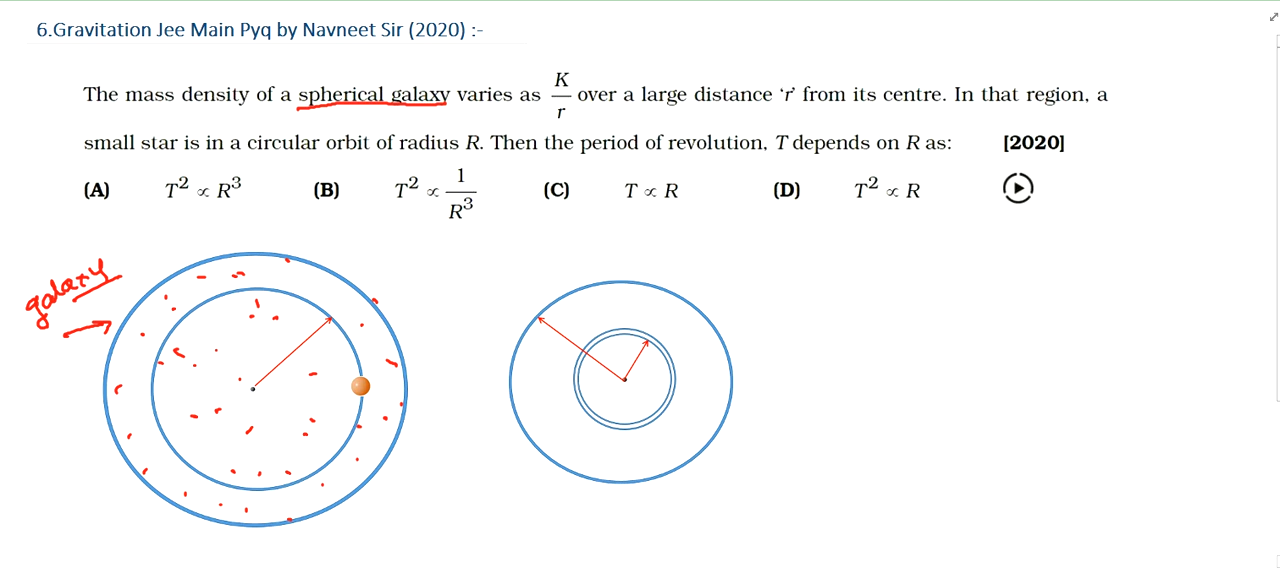 6.Gravitation Jee Main Pyq by Navneet Sir (2020) :-
The mass density of a spherical galaxy varies as K/r over a large distance 'r' from its centre. In that region, a
small star is in a circular orbit of radius R. Then the period of revolution, T depends on R as: [2020]
(A) T² ∝ R³ (B) T² ∝ 1/R³ (C) T ∝ R (D) T² ∝ R
galaxy